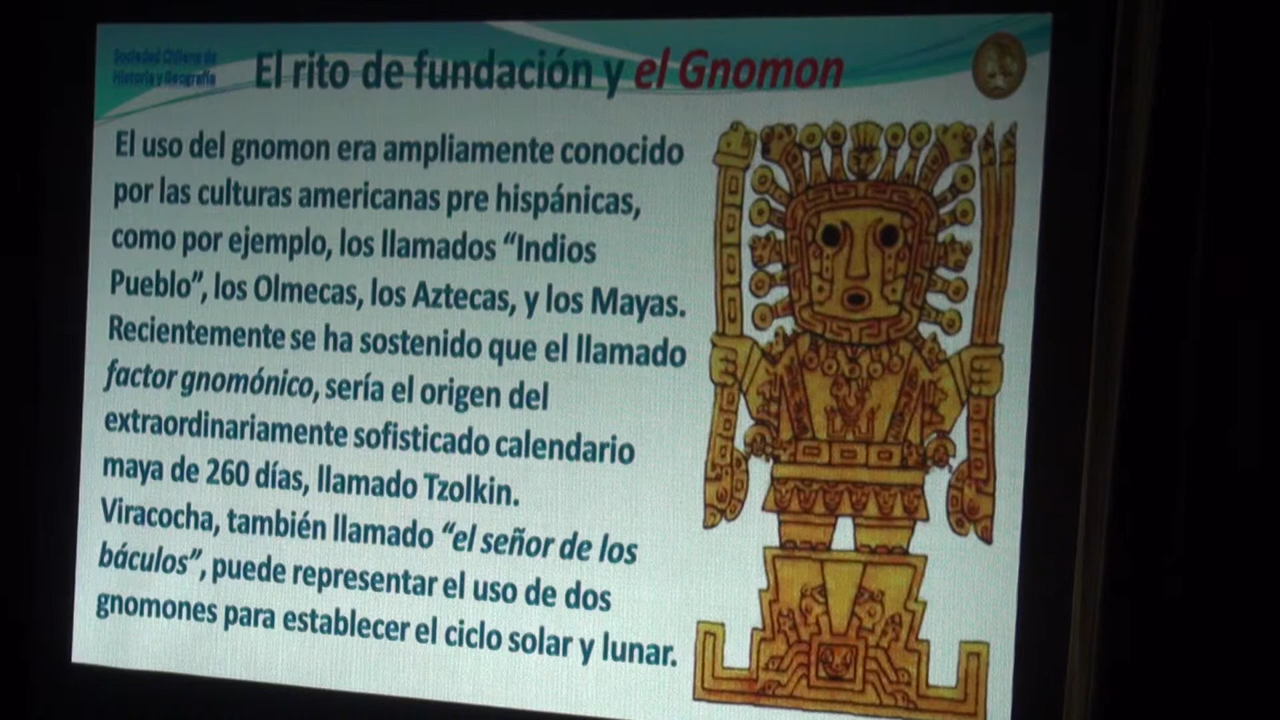 Sociedad Chilena de
Historia y Geografía
El rito de fundación y el Gnomon
El uso del gnomon era ampliamente conocido
por las culturas americanas pre hispánicas,
como por ejemplo, los llamados “Indios
Pueblo”, los Olmecas, los Aztecas, y los Mayas.
Recientemente se ha sostenido que el llamado
factor gnomónico, sería el origen del
extraordinariamente sofisticado calendario
maya de 260 días, llamado Tzolkin.
Viracocha, también llamado “el señor de los
báculos”, puede representar el uso de dos
gnomones para establecer el ciclo solar y lunar.